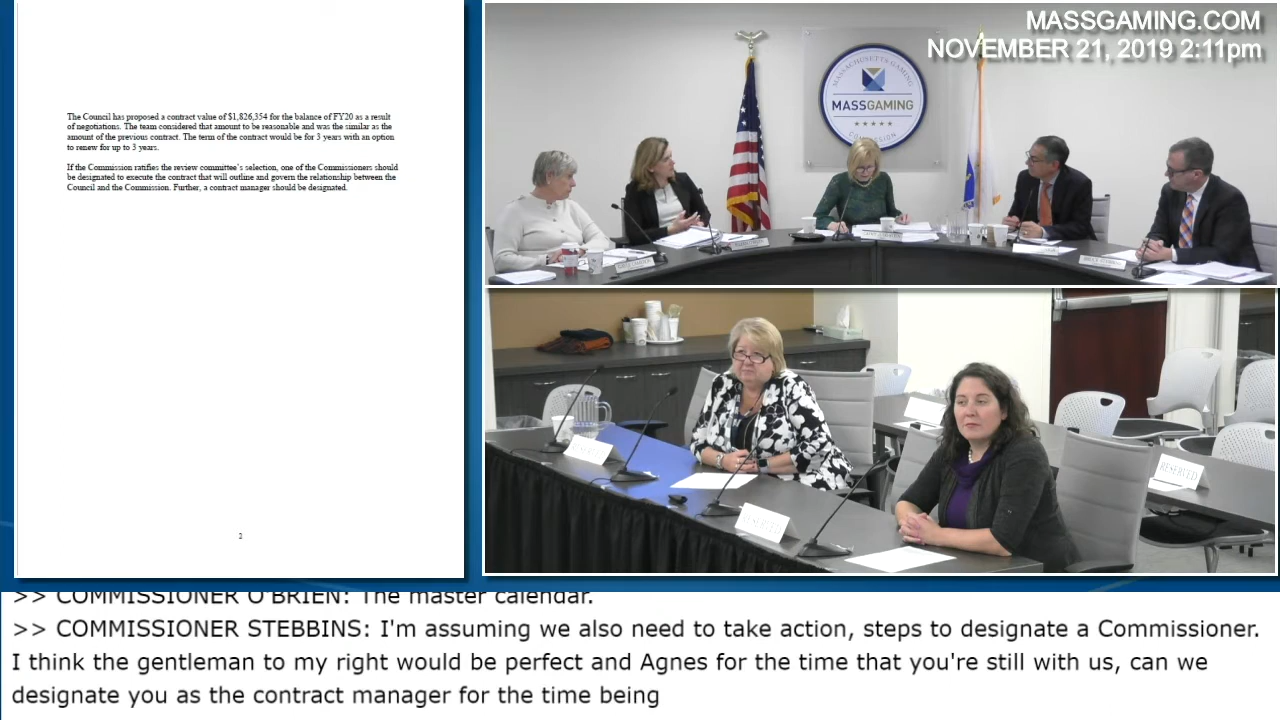 The Council has proposed a contract value of $1,826,354 for the balance of FY20 as a result
of negotiations. The team considered that amount to be reasonable and was the similar as the
amount of the previous contract. The term of the contract would be for 3 years with an option
to renew for up to 3 years.
If the Commission ratifies the review committee's selection, one of the Commissioners should
be designated to execute the contract that will outline and govern the relationship between the
Council and the Commission. Further, a contract manager should be designated.
2
MASSGAMING.COM
NOVEMBER 21, 2019 2:11pm
MASSACHUSETTS GAMING
MASSGAMING
COMMISSION
RESERVED
RESERVED
RESERVED
>> COMMISSIONER O'BRIEN: The master calendar.
>> COMMISSIONER STEBBINS: I'm assuming we also need to take action, steps to designate a Commissioner.
I think the gentleman to my right would be perfect and Agnes for the time that you're still with us, can we
designate you as the contract manager for the time being